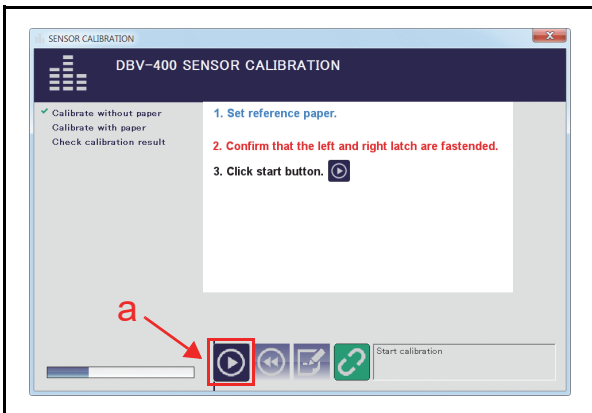 SENSOR CALIBRATION
DBV-400 SENSOR CALIBRATION
Calibrate without paper
Calibrate with paper
Check calibration result
1. Set reference paper.
2. Confirm that the left and right latch are fastended.
3. Click start button.
a
Start calibration